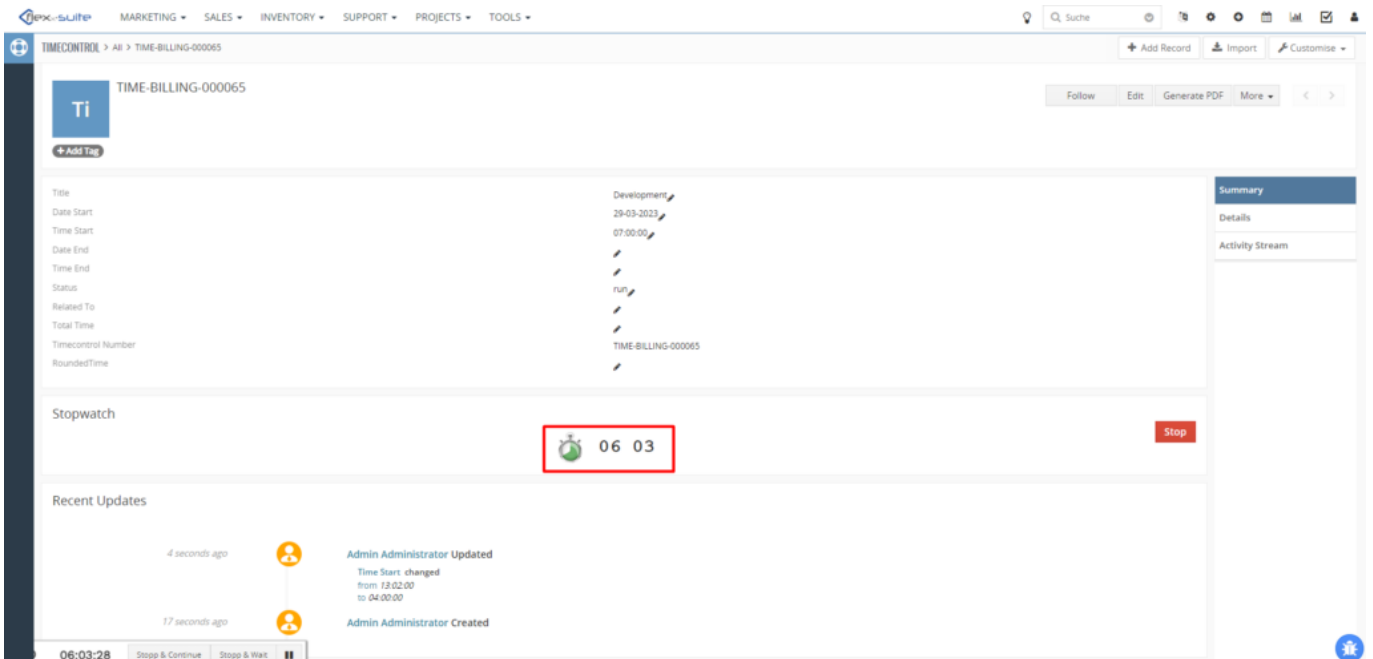 flex-suite MARKETING SALES INVENTORY SUPPORT PROJECTS TOOLS Suche
TIMECONTROL > All > TIME-BILLING-000065 + Add Record Import Customise
Ti TIME-BILLING-000065 Follow Edit Generate PDF More < >
+ Add Tag
Title Development
Date Start 29-03-2023
Time Start 07:00:00
Date End
Time End
Status run
Related To
Total Time
Timecontrol Number TIME-BILLING-000065
RoundedTime
Summary
Details
Activity Stream
Stopwatch
06 03 Stop
Recent Updates
4 seconds ago Admin Administrator Updated
Time Start changed
from 13:02:00
to 04:00:00
17 seconds ago Admin Administrator Created
06:03:28 Stopp & Continue Stopp & Wait